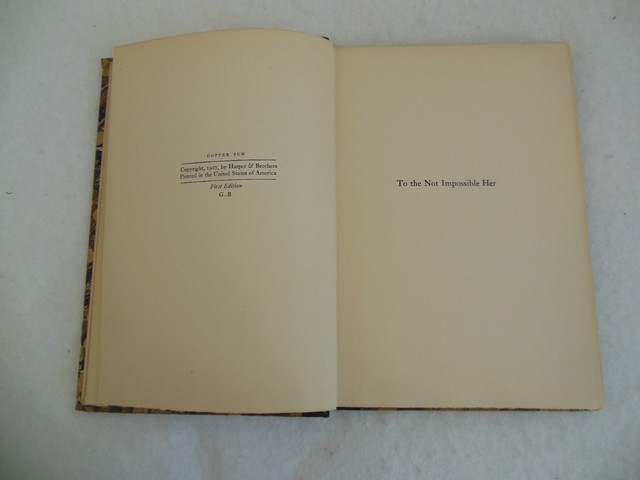 COPPER SUN
Copyright, 1927, by Harper & Brothers
Printed in the United States of America
First Edition
G-B
To the Not Impossible Her